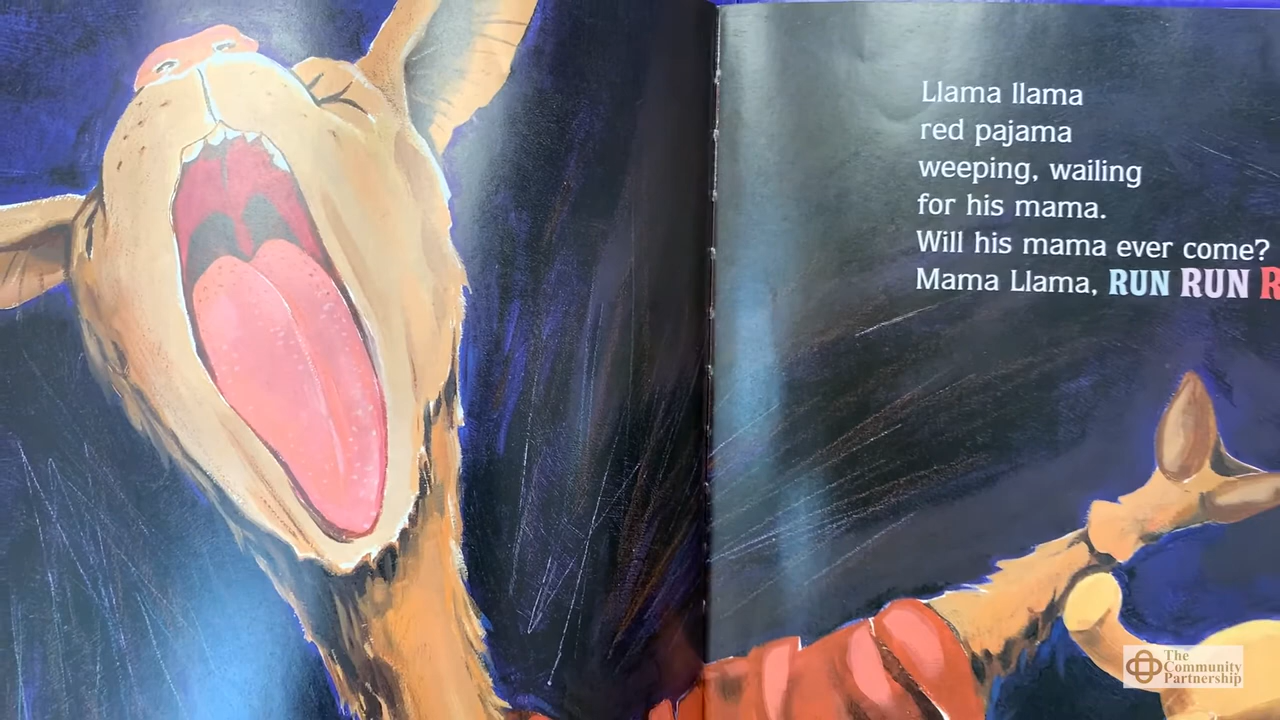 Llama llama
red pajama
weeping, wailing
for his mama.
Will his mama ever come?
Mama Llama, RUN RUN R
The
Community
Partnership